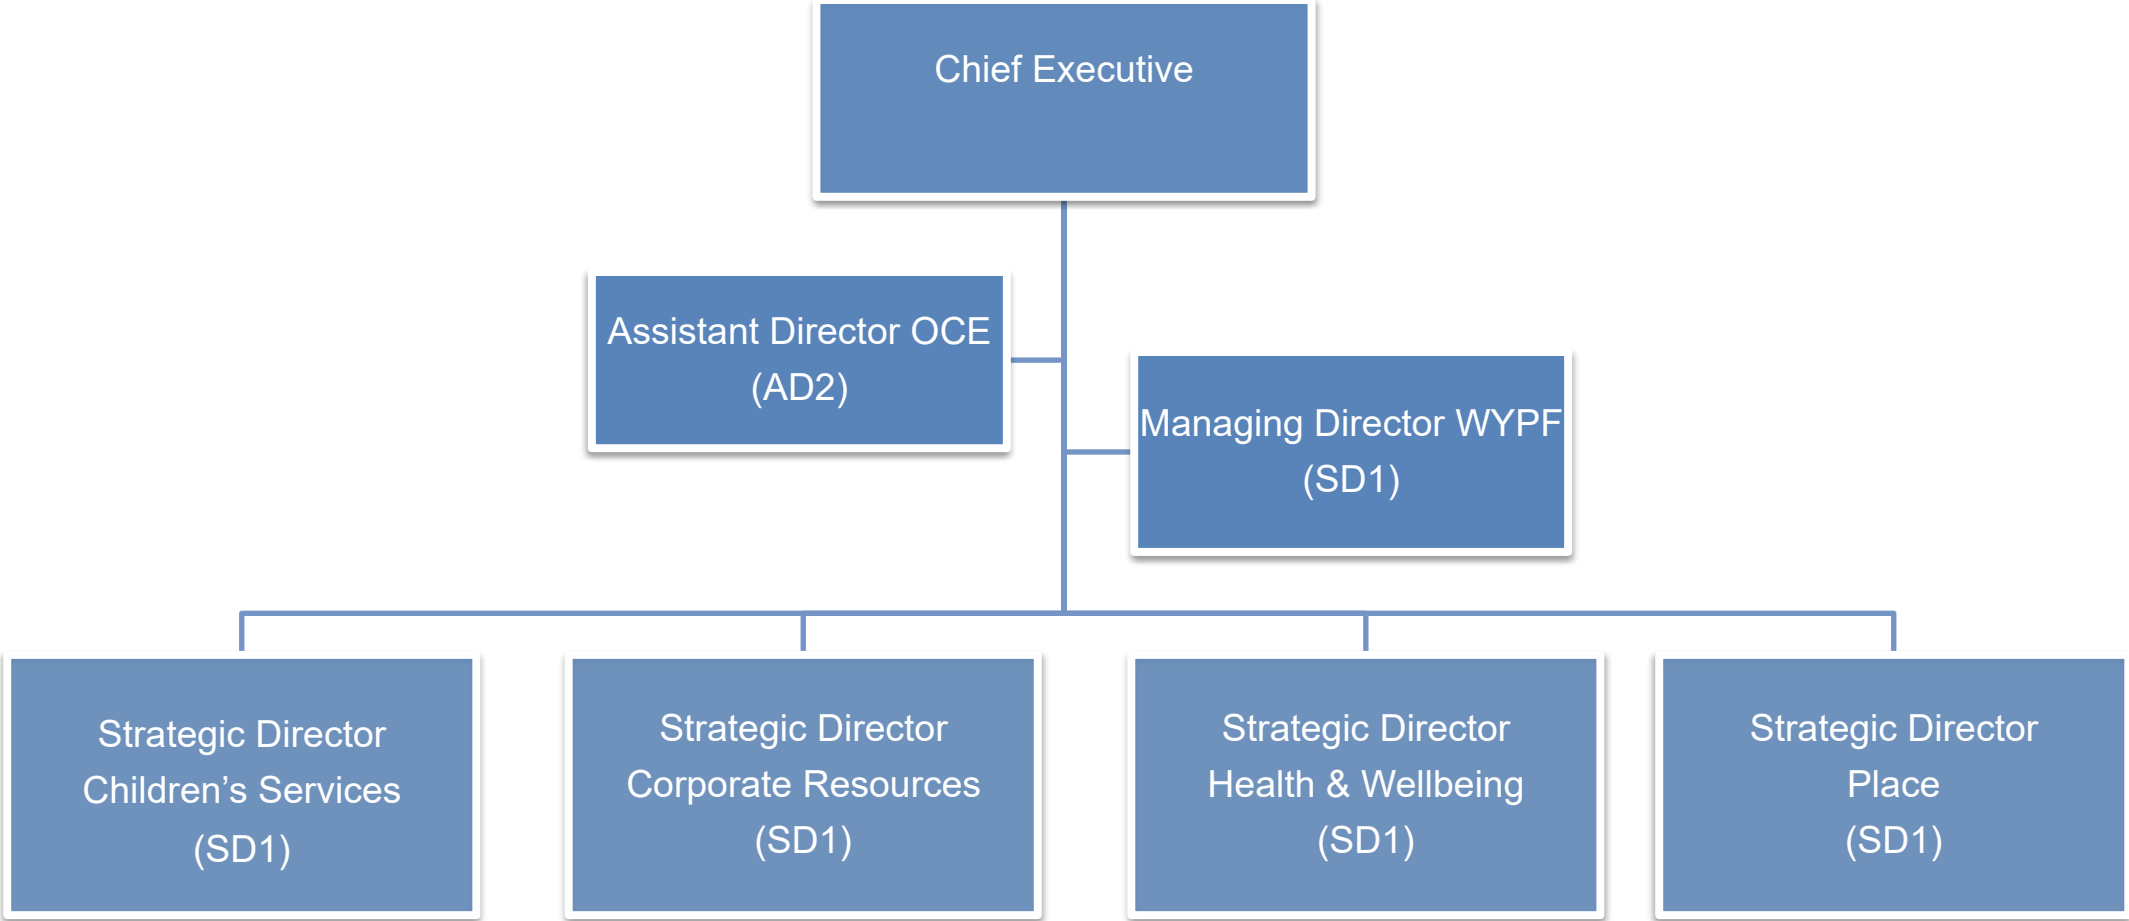 Chief Executive
Assistant Director OCE
(AD2)
Managing Director WYPF
(SD1)
Strategic Director
Children’s Services
(SD1)
Strategic Director
Corporate Resources
(SD1)
Strategic Director
Health & Wellbeing
(SD1)
Strategic Director
Place
(SD1)